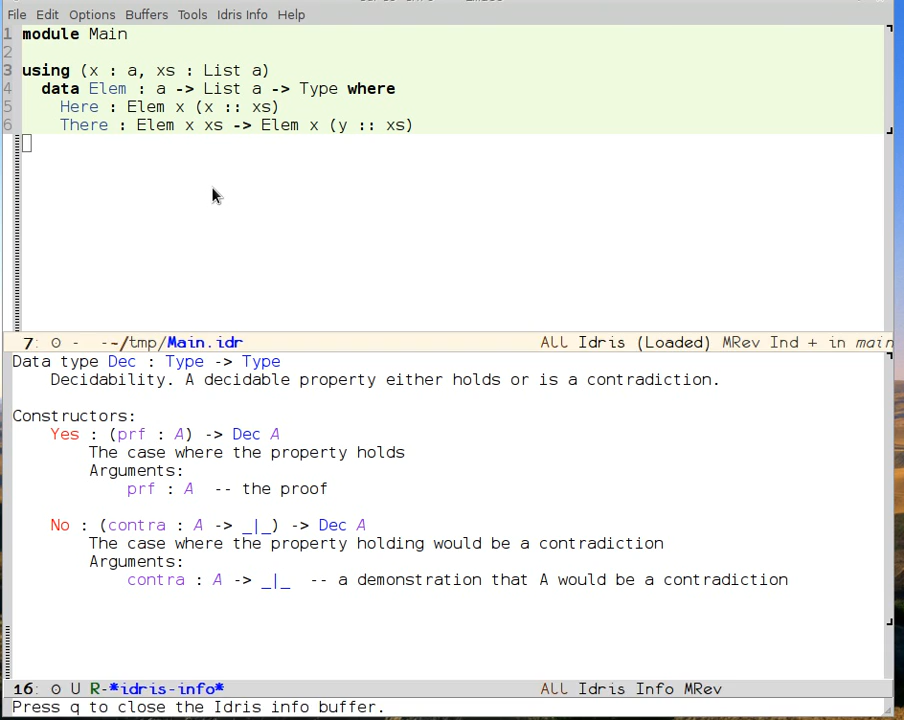 File Edit Options Buffers Tools Idris Info Help
1 module Main
2
3 using (x : a, xs : List a)
4   data Elem : a -> List a -> Type where
5     Here : Elem x (x :: xs)
6     There : Elem x xs -> Elem x (y :: xs)
7: ʘ - --~/tmp/Main.idr ALL Idris (Loaded) MRev Ind + in main
Data type Dec : Type -> Type
    Decidability. A decidable property either holds or is a contradiction.
Constructors:
    Yes : (prf : A) -> Dec A
        The case where the property holds
        Arguments:
            prf : A  -- the proof
    No : (contra : A -> _|_) -> Dec A
        The case where the property holding would be a contradiction
        Arguments:
            contra : A -> _|_  -- a demonstration that A would be a contradiction
16: ʘ U R-*idris-info* ALL Idris Info MRev
Press q to close the Idris info buffer.